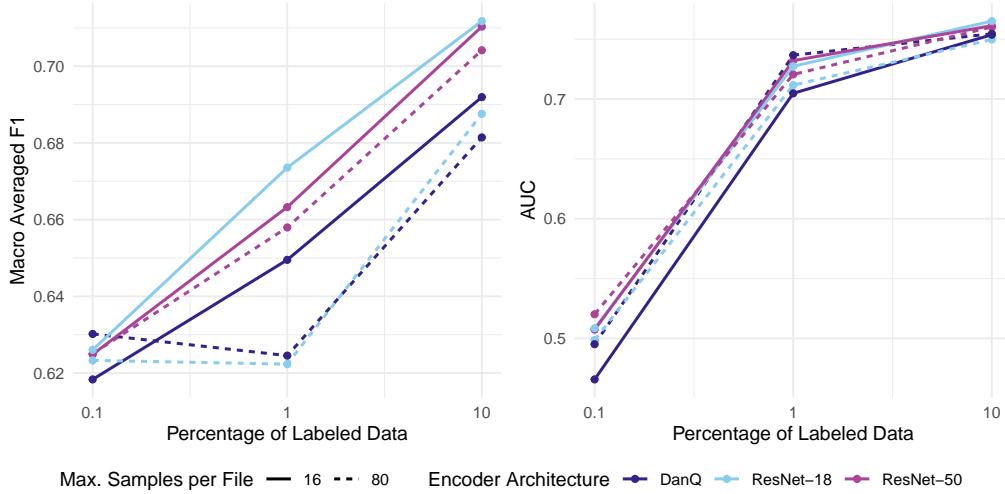 Macro Averaged F1
0.70
0.68
0.66
0.64
0.62
0.1
1
10
Percentage of Labeled Data
AUC
0.7
0.6
0.5
0.1
1
10
Percentage of Labeled Data
Max. Samples per File 16 80 Encoder Architecture DanQ ResNet-18 ResNet-50